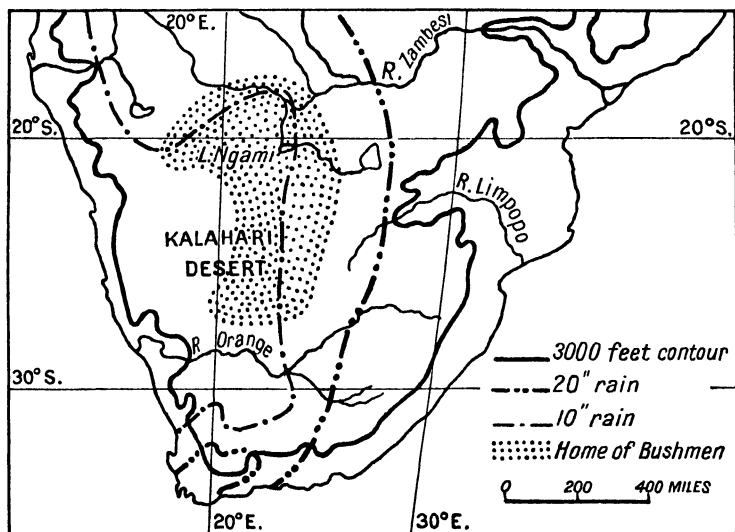 20°E.
R. Zambesi
20°S.
20°S.
L. Ngami
R. Limpopo
KALAHARI
DESERT
R. Orange
30°S.
3000 feet contour
20" rain
10" rain
Home of Bushmen
0 200 400 MILES
20°E.
30°E.